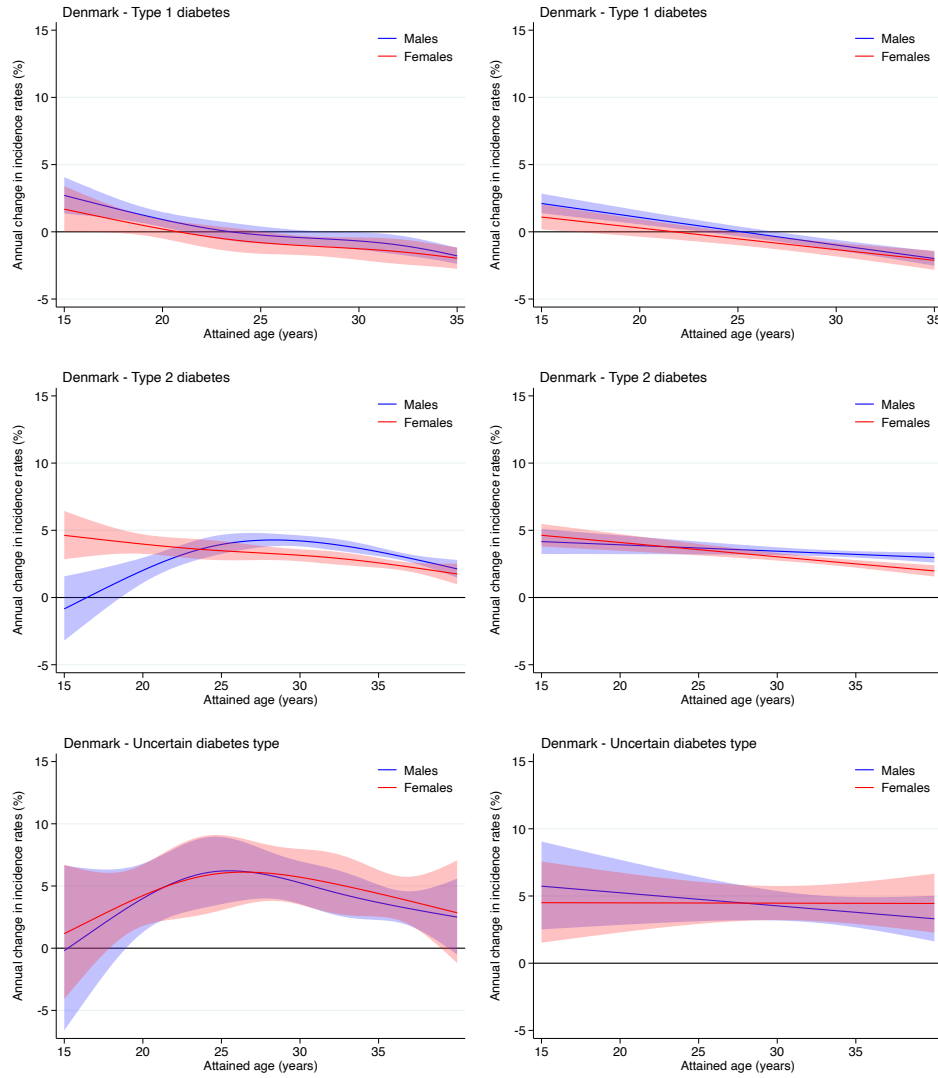 Denmark - Type 1 diabetes
Annual change in incidence rates (%)
15
10
5
0
-5
Males
Females
15 20 25 30 35
Attained age (years)
Denmark - Type 1 diabetes
Annual change in incidence rates (%)
15
10
5
0
-5
Males
Females
15 20 25 30 35
Attained age (years)
Denmark - Type 2 diabetes
Annual change in incidence rates (%)
15
10
5
0
-5
Males
Females
15 20 25 30 35
Attained age (years)
Denmark - Type 2 diabetes
Annual change in incidence rates (%)
15
10
5
0
-5
Males
Females
15 20 25 30 35
Attained age (years)
Denmark - Uncertain diabetes type
Annual change in incidence rates (%)
15
10
5
0
-5
Males
Females
15 20 25 30 35
Attained age (years)
Denmark - Uncertain diabetes type
Annual change in incidence rates (%)
15
10
5
0
-5
Males
Females
15 20 25 30 35
Attained age (years)